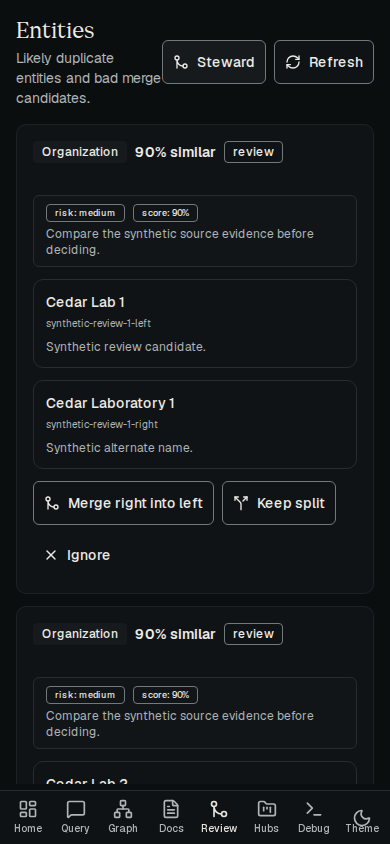 Entities
Likely duplicate
entities and bad merge
candidates.
Steward
Refresh
Organization 90% similar review
risk: medium score: 90%
Compare the synthetic source evidence before
deciding.
Cedar Lab 1
synthetic-review-1-left
Synthetic review candidate.
Cedar Laboratory 1
synthetic-review-1-right
Synthetic alternate name.
Merge right into left Keep split
Ignore
Organization 90% similar review
risk: medium score: 90%
Compare the synthetic source evidence before
deciding.
Cedar Lab 2
Home Query Graph Docs Review Hubs Debug Theme